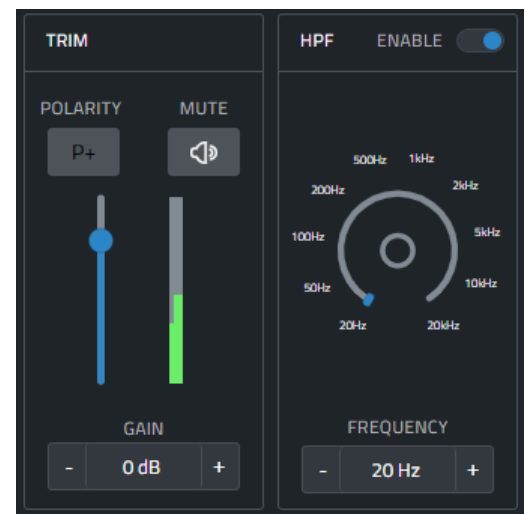 TRIM
POLARITY MUTE
P+
GAIN
- 0 dB +
HPF ENABLE
500Hz 1kHz
200Hz 2kHz
100Hz 5kHz
50Hz 10kHz
20Hz 20kHz
FREQUENCY
- 20 Hz +